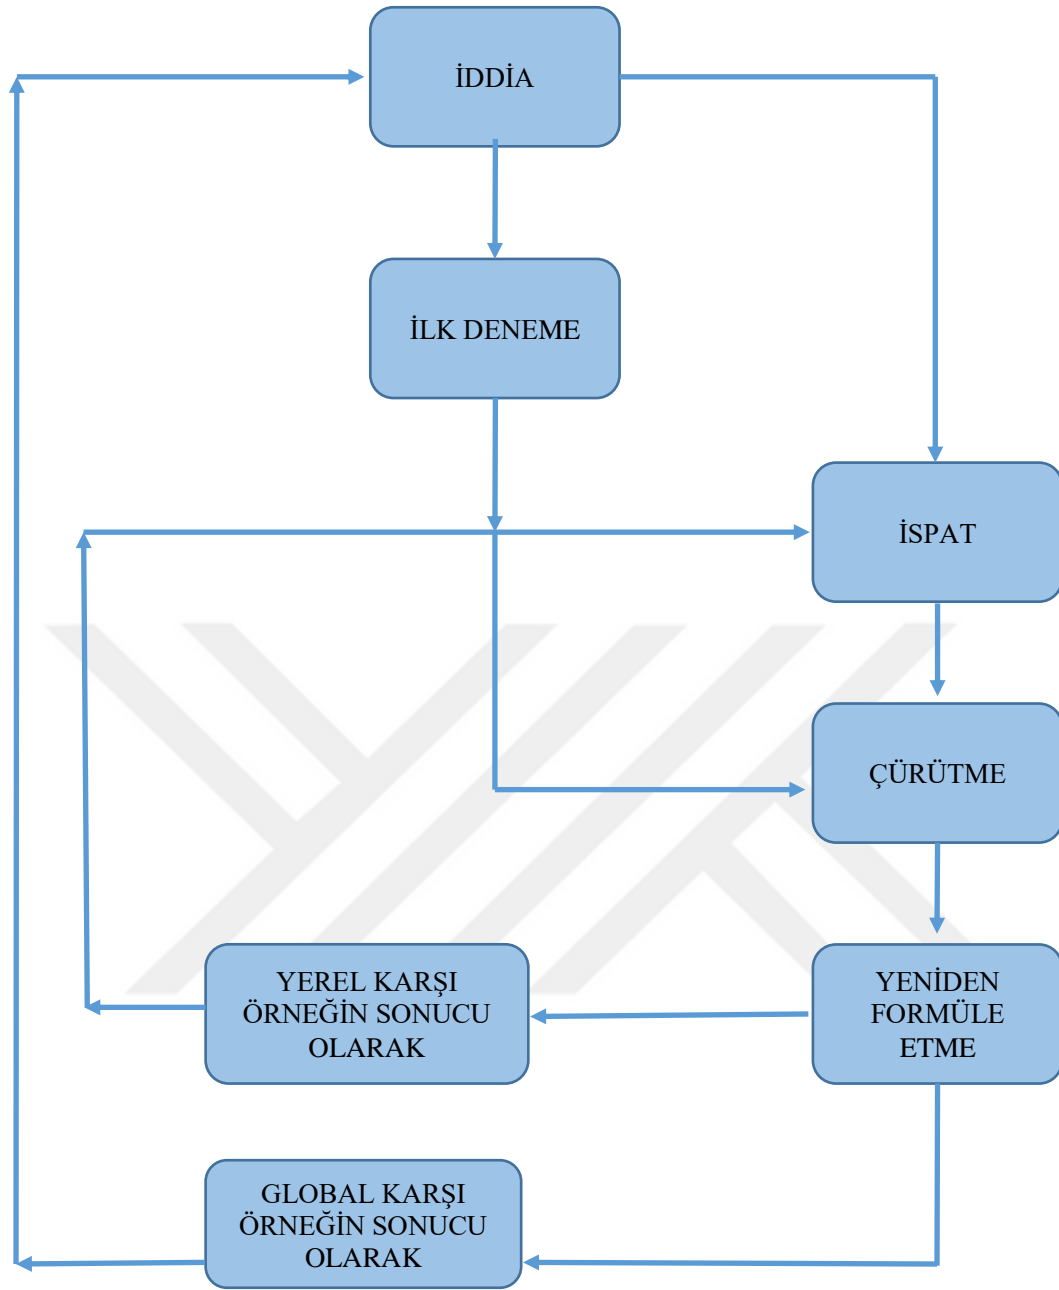 İDDİA
İLK DENEME
İSPAT
ÇÜRÜTME
YENİDEN
FORMÜLE
ETME
YEREL KARŞI
ÖRNEĞİN SONUCU
OLARAK
GLOBAL KARŞI
ÖRNEĞİN SONUCU
OLARAK